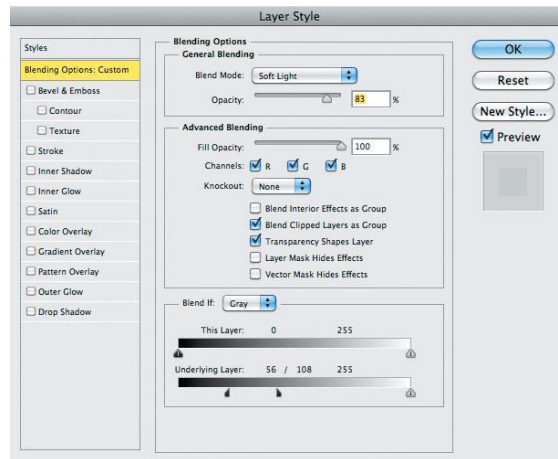 Layer Style
Styles
Blending Options: Custom
Bevel & Emboss
Contour
Texture
Stroke
Inner Shadow
Inner Glow
Satin
Color Overlay
Gradient Overlay
Pattern Overlay
Outer Glow
Drop Shadow
Blending Options
General Blending
Blend Mode: Soft Light
Opacity: 83 %
Advanced Blending
Fill Opacity: 100 %
Channels: R G B
Knockout: None
Blend Interior Effects as Group
Blend Clipped Layers as Group
Transparency Shapes Layer
Layer Mask Hides Effects
Vector Mask Hides Effects
Blend If: Gray
This Layer: 0 255
Underlying Layer: 56 / 108 255
OK
Reset
New Style...
Preview